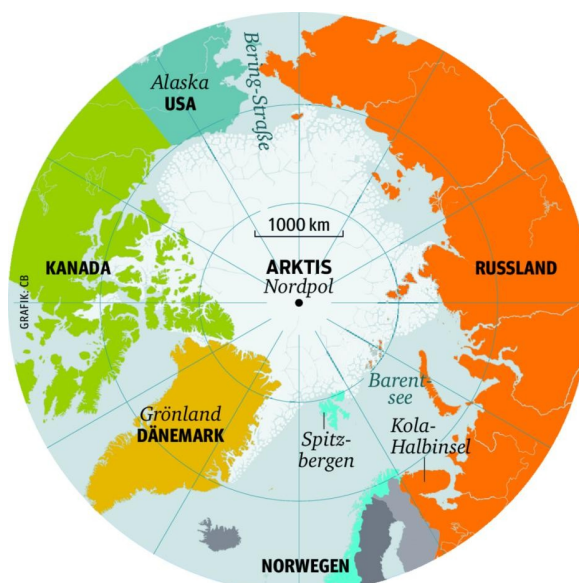 Alaska
USA
Bering-Straße
1000 km
ARKTIS
Nordpol
KANADA
RUSSLAND
GRAFIK: CB
Barent-
see
Grönland
DÄNEMARK
Spitz-
bergen
Kola-
Halbinsel
NORWEGEN